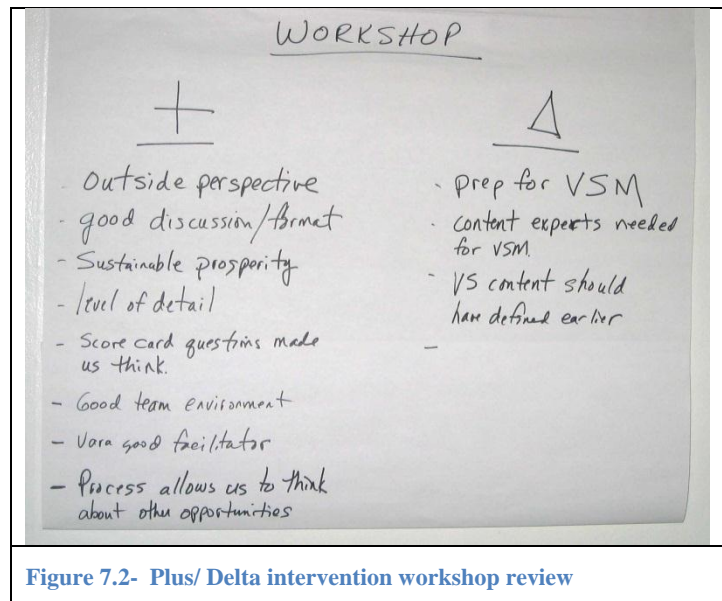 WORKSHOP
+
Δ
- Outside perspective
- good discussion/format
- Sustainable prosperity
- level of detail
- Score card questions made
us think.
- Good team environment
- Vara good facilitator
- Process allows us to think
about other opportunities
- prep for VSM
- content experts needed
for VSM.
- VS content should
have defined earlier
-
Figure 7.2- Plus/ Delta intervention workshop review